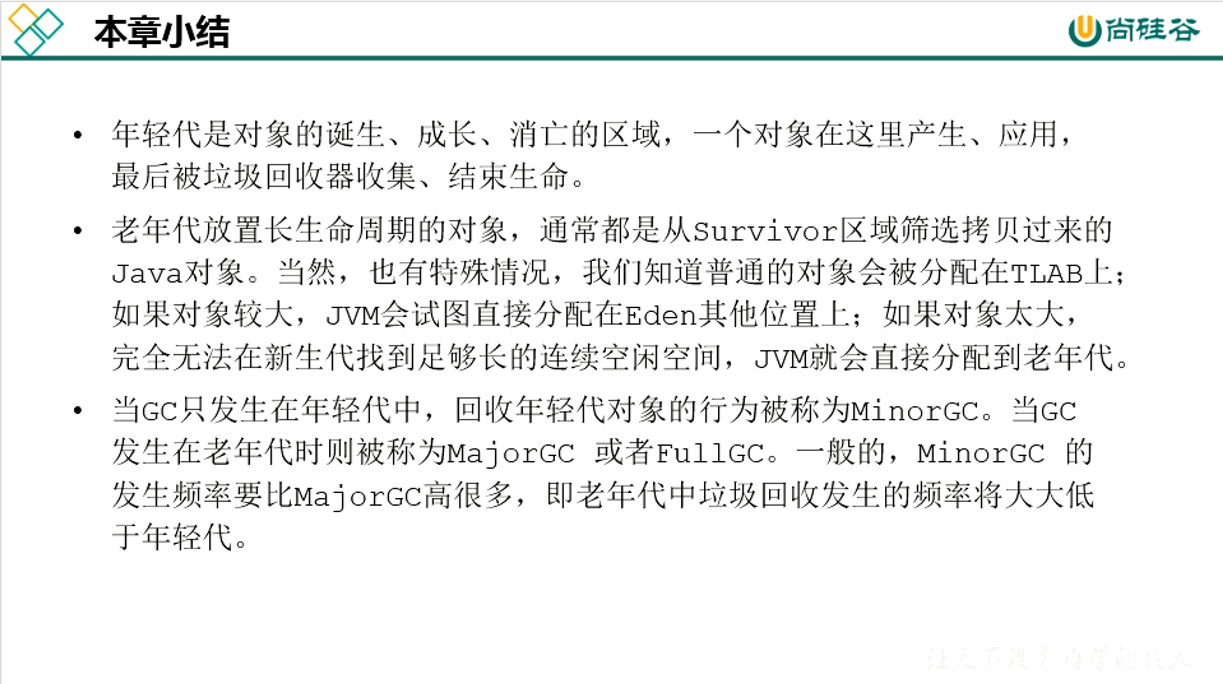 本章小结
尚硅谷
• 年轻代是对象的诞生、成长、消亡的区域，一个对象在这里产生、应用，
最后被垃圾回收器收集、结束生命。
• 老年代放置长生命周期的对象，通常都是从Survivor区域筛选拷贝过来的
Java对象。当然，也有特殊情况，我们知道普通的对象会被分配在TLAB上；
如果对象较大，JVM会试图直接分配在Eden其他位置上；如果对象太大，
完全无法在新生代找到足够长的连续空闲空间，JVM就会直接分配到老年代。
• 当GC只发生在年轻代中，回收年轻代对象的行为被称为MinorGC。当GC
发生在老年代时则被称为MajorGC 或者FullGC。一般的，MinorGC 的
发生频率要比MajorGC高很多，即老年代中垃圾回收发生的频率将大大低
于年轻代。
让天下没有难学的技术